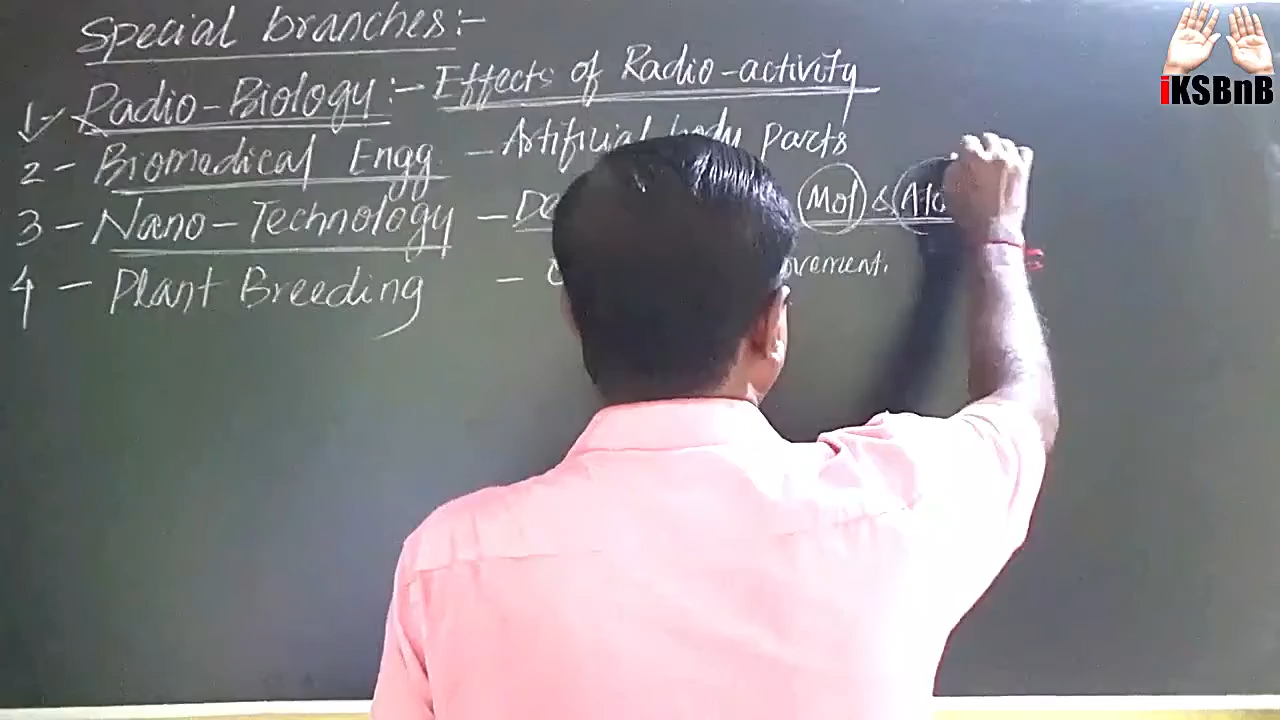 Special branches:-
1- Radio-Biology:- Effects of Radio-activity
2 - Biomedical Engg - Artificial body parts
3 - Nano-Technology - Mol &
4 - Plant Breeding -
iKSBnB